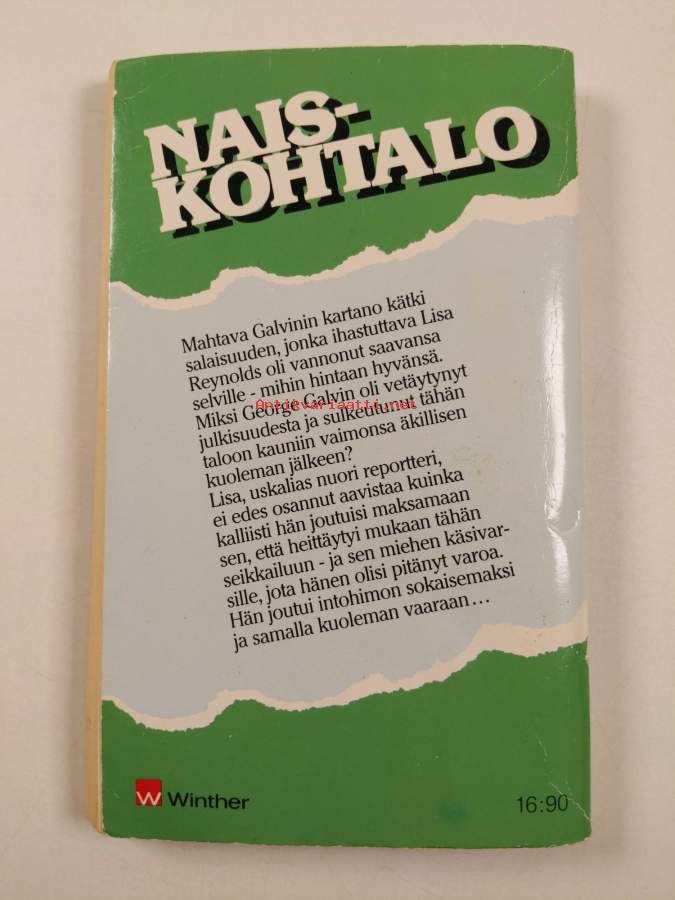 NAIS-
KOHTALO
Mahtava Galvinin kartano kätki
salaisuuden, jonka ihastuttava Lisa
Reynolds oli vannonut saavansa
selville - mihin hintaan hyvänsä.
Miksi George Galvin oli vetäytynyt
Antikvariaatti.net
julkisuudesta ja sulkeutunut tähän
taloon kauniin vaimonsa äkillisen
kuoleman jälkeen?
Lisa, uskalias nuori reportteri,
ei edes osannut aavistaa kuinka
kalliisti hän joutuisi maksamaan
sen, että heittäytyi mukaan tähän
seikkailuun - ja sen miehen käsivar-
sille, jota hänen olisi pitänyt varoa.
Hän joutui intohimon sokaisemaksi
ja samalla kuoleman vaaraan...
W Winther
16:90